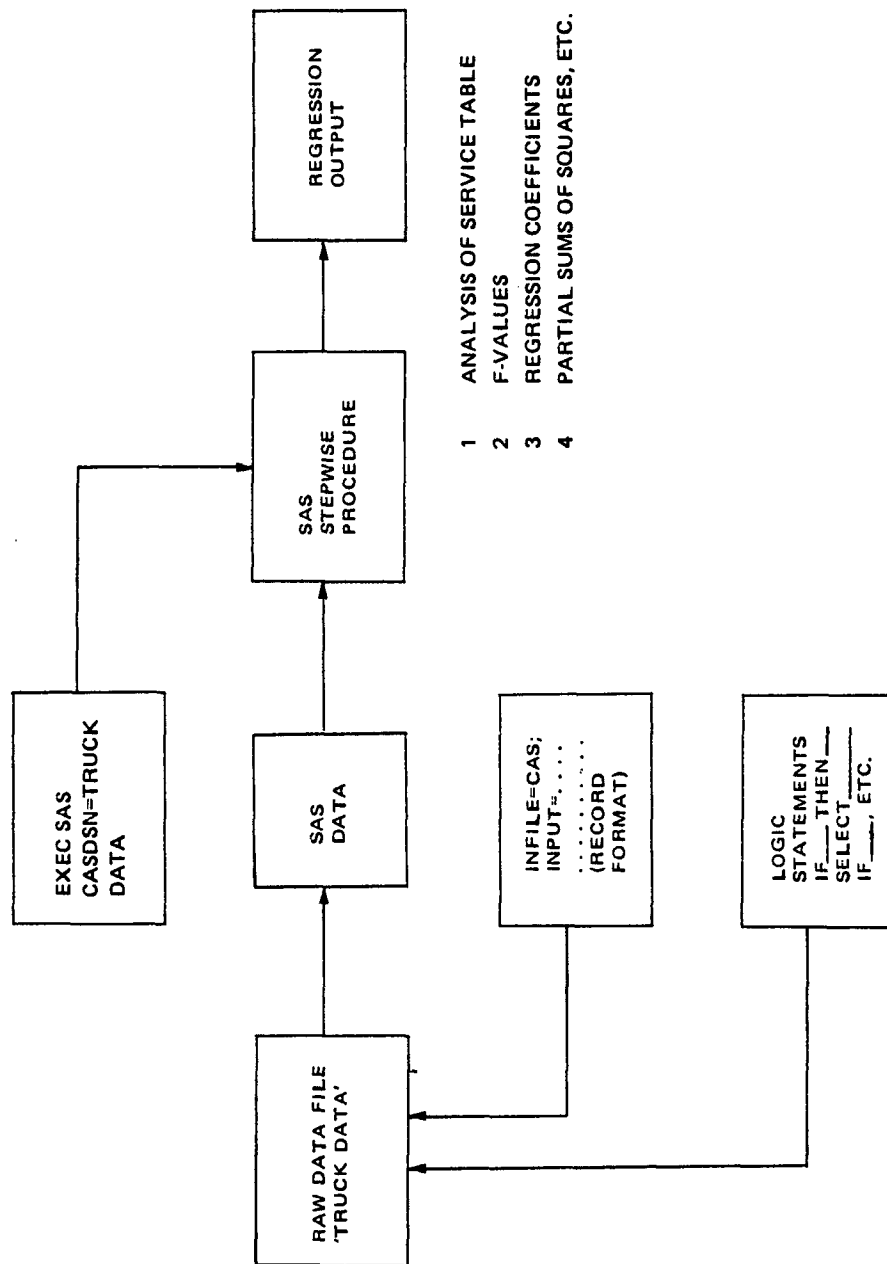 EXEC SAS
CASDSN=TRUCK
DATA
RAW DATA FILE
'TRUCK DATA'
SAS
DATA
SAS
STEPWISE
PROCEDURE
REGRESSION
OUTPUT
INFILE=CAS;
INPUT=. . . .
. . . . . . . . . .
(RECORD
FORMAT)
LOGIC
STATEMENTS
IF___THEN___
SELECT______
IF___, ETC.
1 ANALYSIS OF SERVICE TABLE
2 F-VALUES
3 REGRESSION COEFFICIENTS
4 PARTIAL SUMS OF SQUARES, ETC.